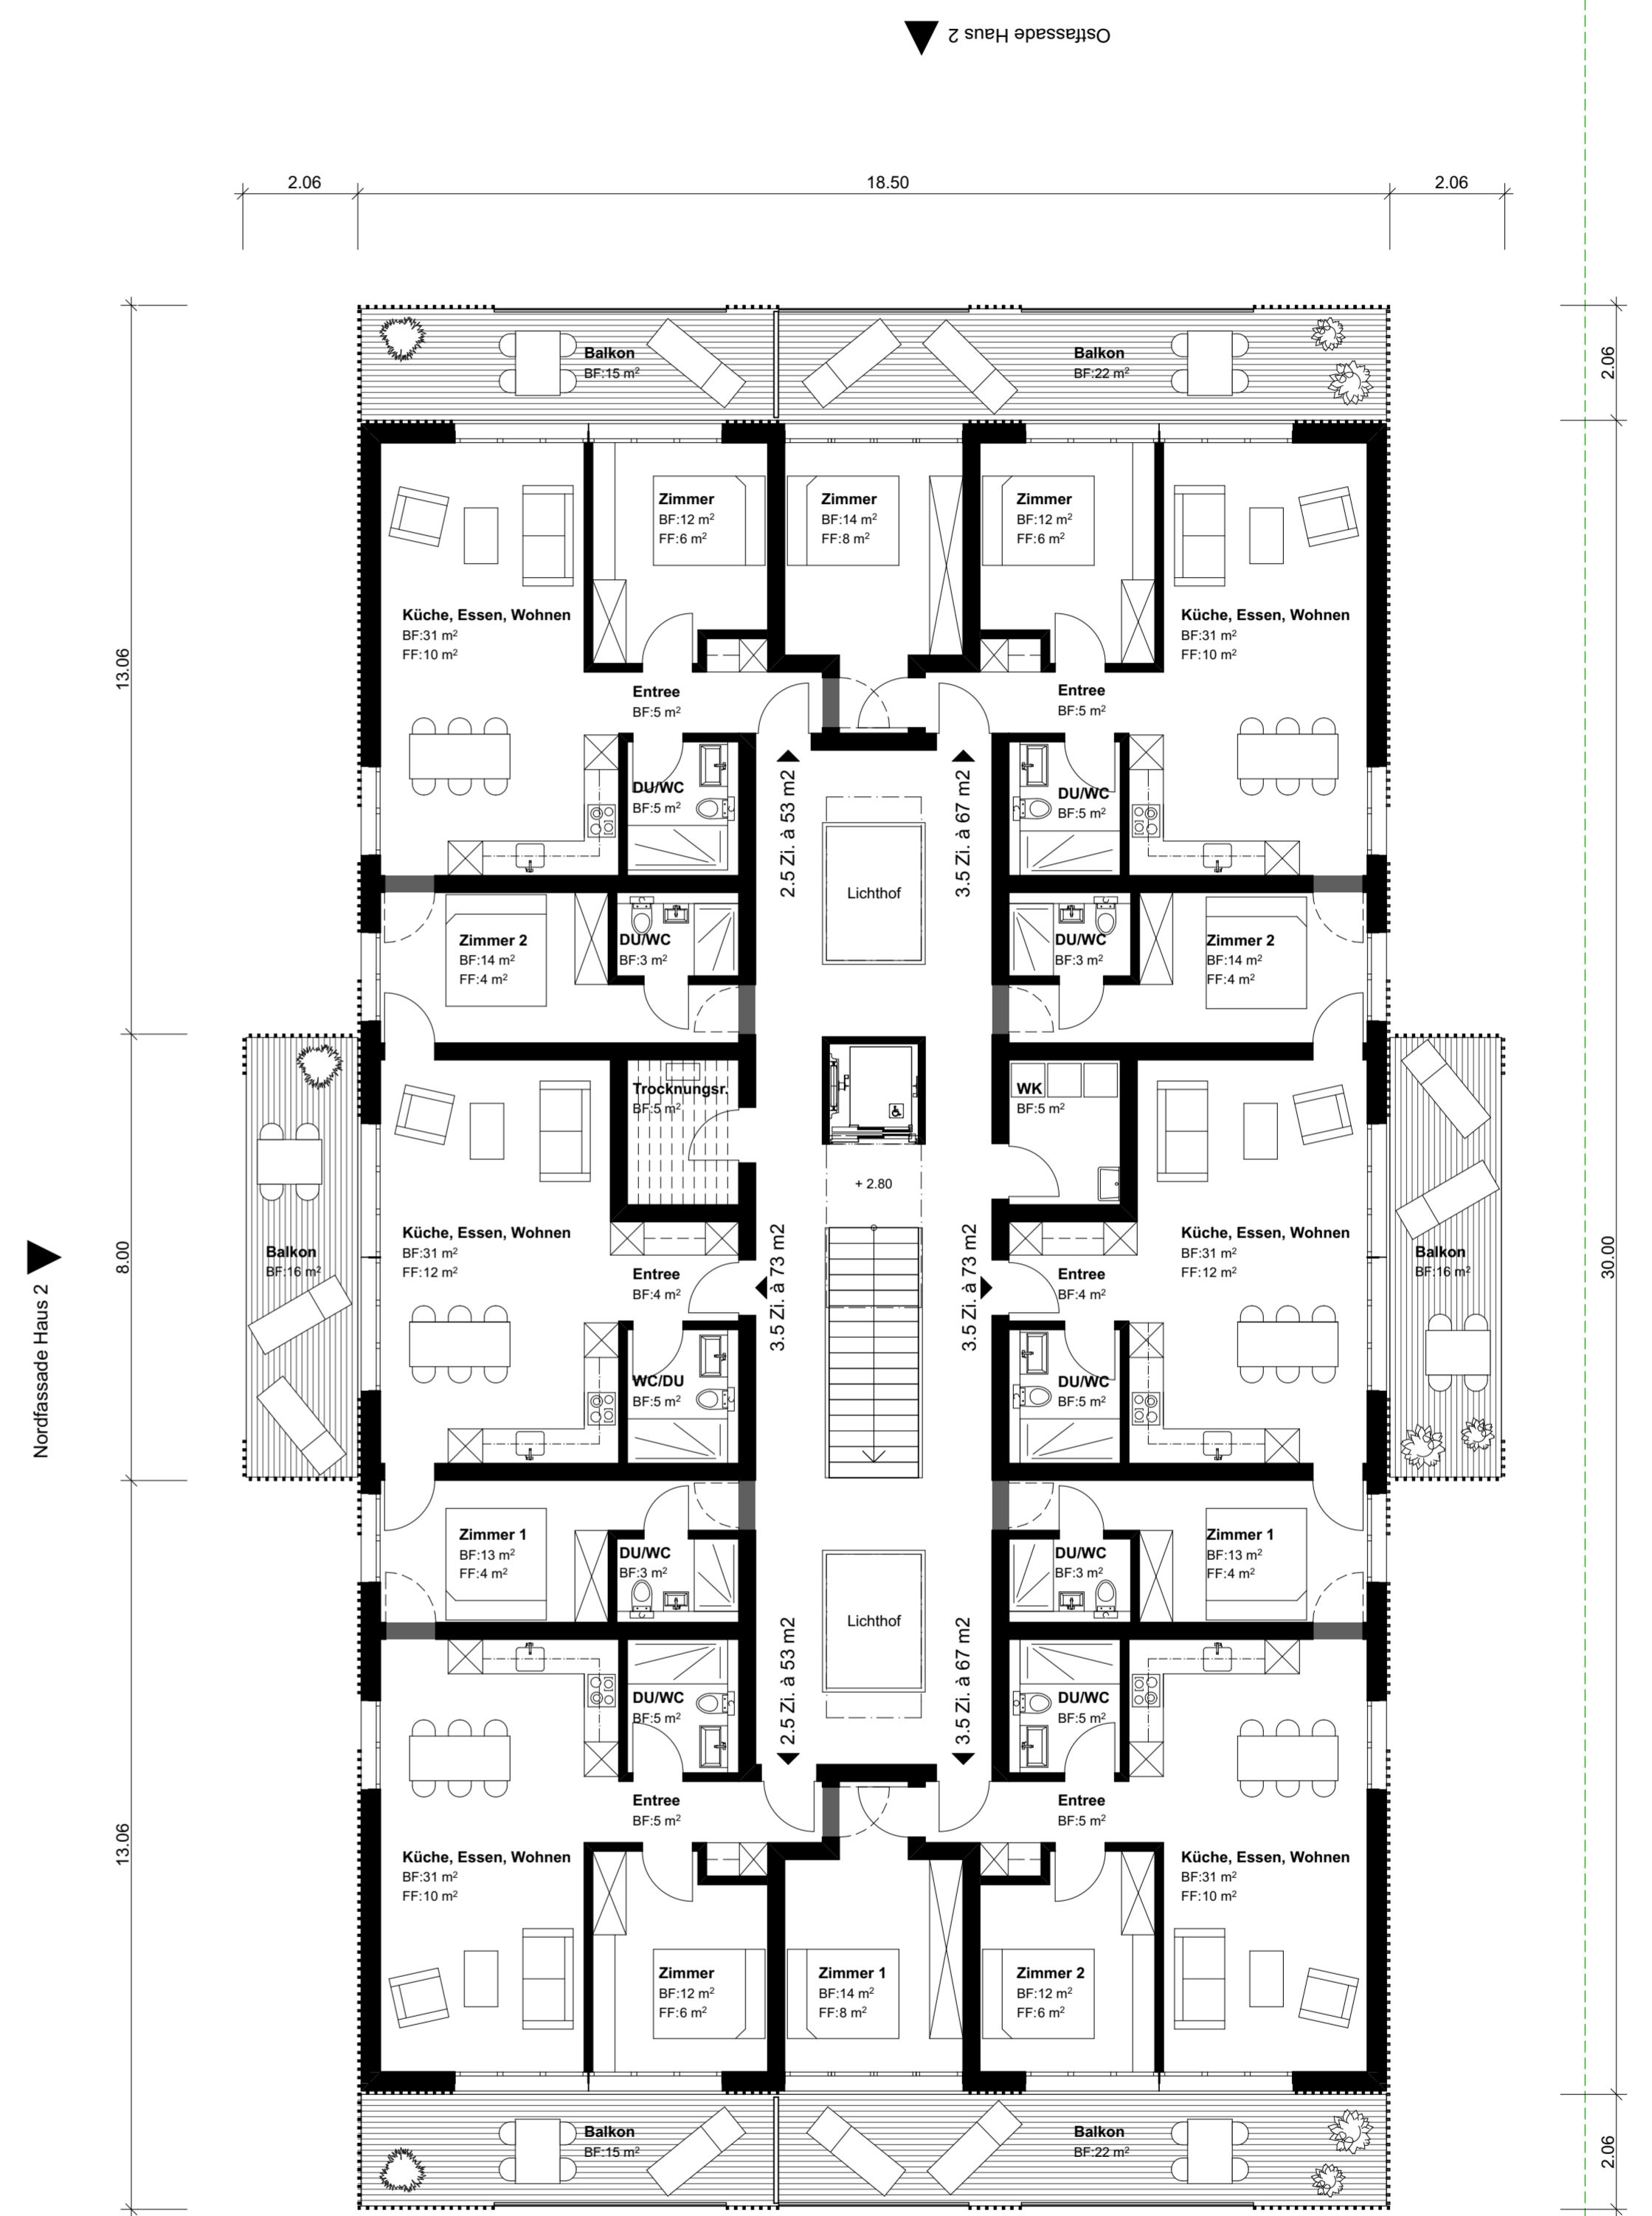 Ostfassade Haus 2
2.06
18.50
2.06
2.06
Balkon
BF:15 m²
Balkon
BF:22 m²
Zimmer
BF:12 m²
FF:6 m²
Zimmer
BF:14 m²
FF:8 m²
Zimmer
BF:12 m²
FF:6 m²
Küche, Essen, Wohnen
BF:31 m²
FF:10 m²
Küche, Essen, Wohnen
BF:31 m²
FF:10 m²
13.06
Entree
BF:5 m²
Entree
BF:5 m²
DU/WC
BF:5 m²
2.5 Zi. à 53 m2
3.5 Zi. à 67 m2
DU/WC
BF:5 m²
Lichthof
Zimmer 2
BF:14 m²
FF:4 m²
DU/WC
BF:3 m²
DU/WC
BF:3 m²
Zimmer 2
BF:14 m²
FF:4 m²
Trocknungsr.
BF:5 m²
WK
BF:5 m²
+ 2.80
Nordfassade Haus 2
8.00
Balkon
BF:16 m²
Küche, Essen, Wohnen
BF:31 m²
FF:12 m²
Entree
BF:4 m²
3.5 Zi. à 73 m2
3.5 Zi. à 73 m2
Entree
BF:4 m²
Küche, Essen, Wohnen
BF:31 m²
FF:12 m²
Balkon
BF:16 m²
30.00
WC/DU
BF:5 m²
DU/WC
BF:5 m²
Zimmer 1
BF:13 m²
FF:4 m²
DU/WC
BF:3 m²
DU/WC
BF:3 m²
Zimmer 1
BF:13 m²
FF:4 m²
Lichthof
DU/WC
BF:5 m²
2.5 Zi. à 53 m2
3.5 Zi. à 67 m2
DU/WC
BF:5 m²
Entree
BF:5 m²
Entree
BF:5 m²
13.06
Küche, Essen, Wohnen
BF:31 m²
FF:10 m²
Küche, Essen, Wohnen
BF:31 m²
FF:10 m²
Zimmer
BF:12 m²
FF:6 m²
Zimmer 1
BF:14 m²
FF:8 m²
Zimmer 2
BF:12 m²
FF:6 m²
Balkon
BF:15 m²
Balkon
BF:22 m²
2.06